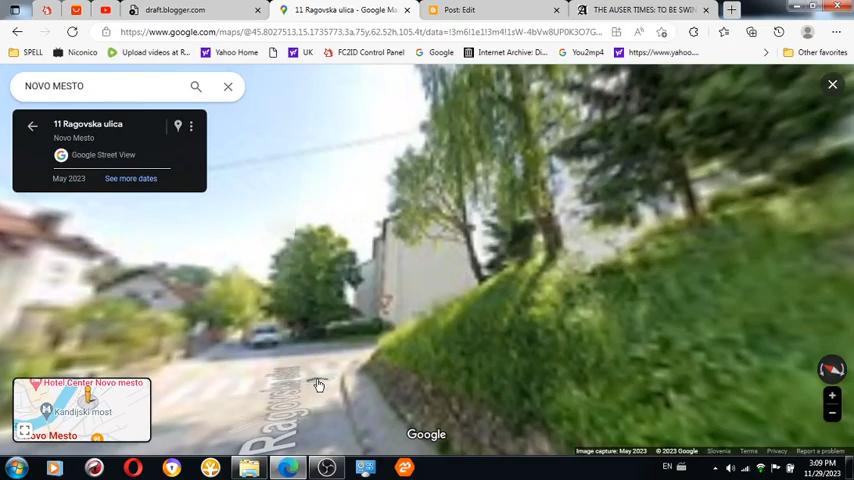 draft.blogger.com
11 Ragovska ulica - Google Ma
Post: Edit
THE AUSER TIMES: TO BE SWIN
https://www.google.com/maps/@45.8027513,15.1735773,3a,75y,62.52h,105.4t/data=!3m6!1e1!3m4!1sW-4bVw8UP0K3O7G...
SPELL
Niconico
Upload videos at R...
Yahoo Home
UK
FC2ID Control Panel
Google
Internet Archive: Di...
You2mp4
https://www.yahoo....
Other favorites
NOVO MESTO
11 Ragovska ulica
Novo Mesto
Google Street View
May 2023
See more dates
Hotel Center Novo mesto
Kandijski most
Novo Mesto
Google
Image capture: May 2023
© 2023 Google
Slovenia
Terms
Privacy
Report a problem
EN
3:09 PM
11/29/2023